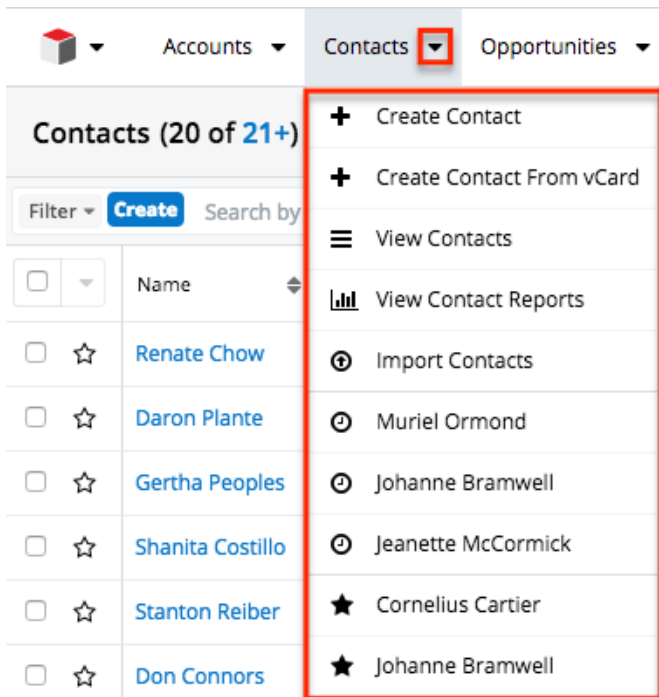 Accounts
Contacts
Opportunities
Contacts (20 of 21+)
Filter
Create
Search by
Name
Renate Chow
Daron Plante
Gertha Peoples
Shanita Costillo
Stanton Reiber
Don Connors
Create Contact
Create Contact From vCard
View Contacts
View Contact Reports
Import Contacts
Muriel Ormond
Johanne Bramwell
Jeanette McCormick
Cornelius Cartier
Johanne Bramwell